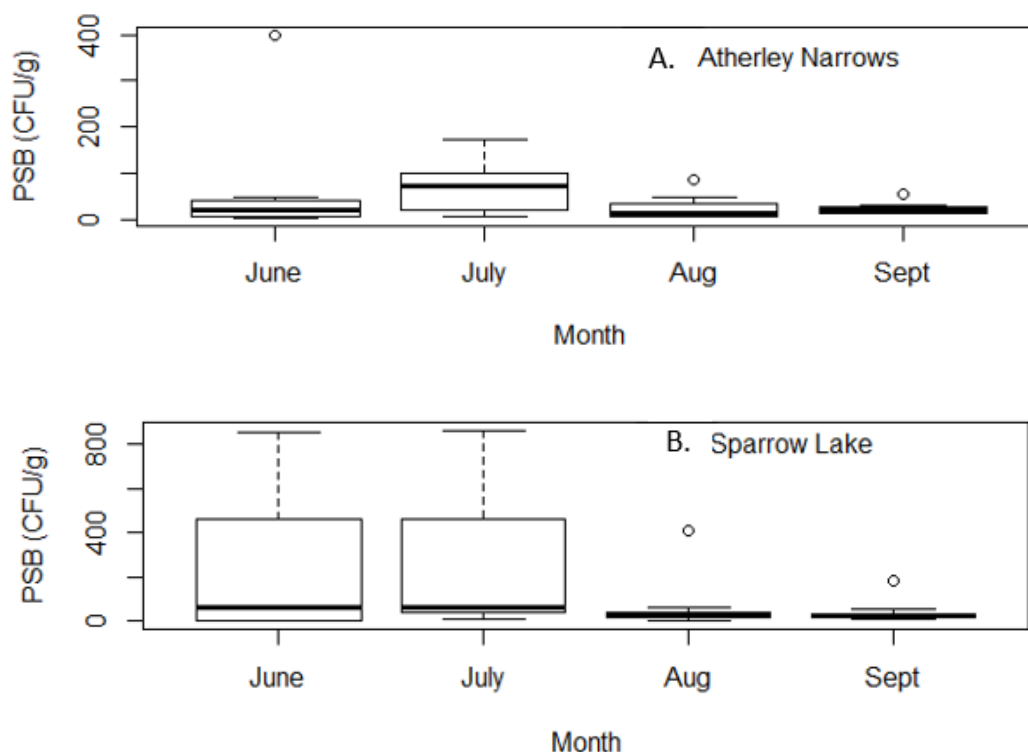 A. Atherley Narrows
PSB (CFU/g)
400
200
0
June July Aug Sept
Month
B. Sparrow Lake
PSB (CFU/g)
800
400
0
June July Aug Sept
Month